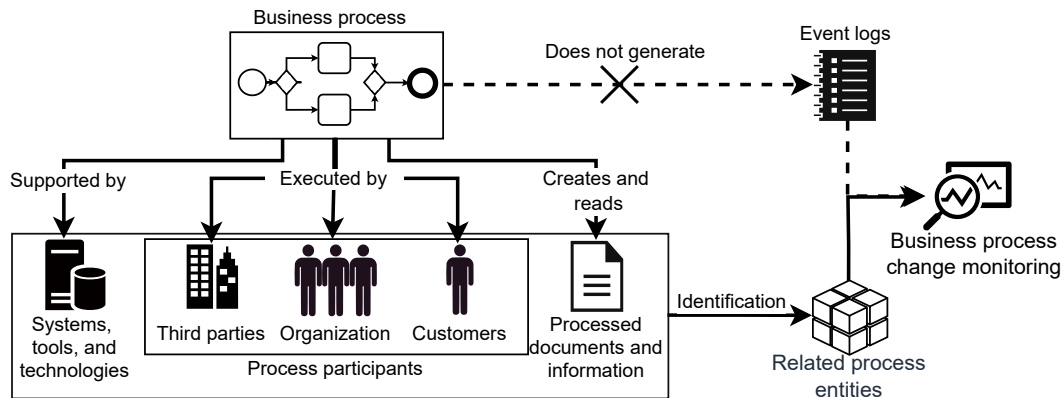 Business process
Does not generate
Event logs
Supported by
Executed by
Creates and
reads
Business process
change monitoring
Systems,
tools, and
technologies
Third parties
Organization
Customers
Process participants
Processed
documents and
information
Identification
Related process
entities